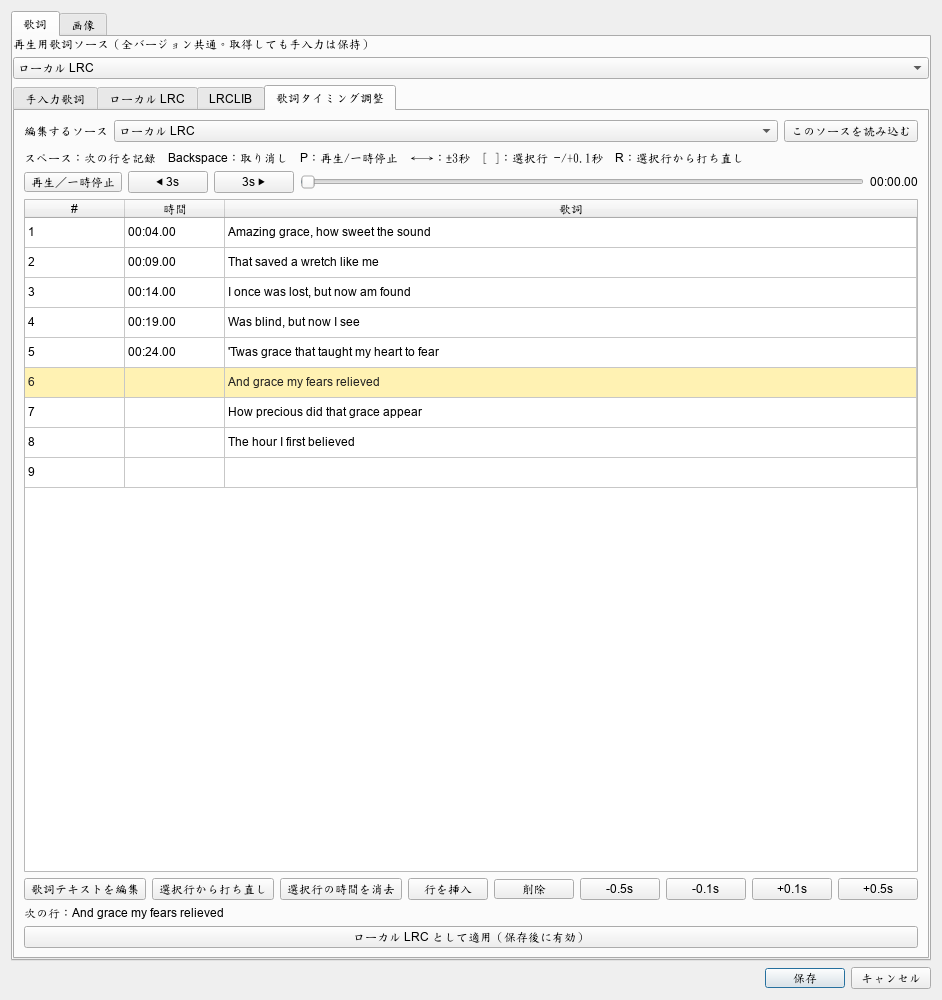 歌詞 画像
再生用歌詞ソース（全バージョン共通。取得しても手入力は保持）
ローカル LRC
手入力歌詞 ローカル LRC LRCLIB 歌詞タイミング調整
編集するソース ローカル LRC このソースを読み込む
スペース：次の行を記録 Backspace：取り消し P：再生/一時停止 ←→：±3秒 [ ]：選択行 −/+0.1秒 R：選択行から打ち直し
再生／一時停止 ◀ 3s 3s ▶ 00:00.00
# 時間 歌詞
1 00:04.00 Amazing grace, how sweet the sound
2 00:09.00 That saved a wretch like me
3 00:14.00 I once was lost, but now am found
4 00:19.00 Was blind, but now I see
5 00:24.00 'Twas grace that taught my heart to fear
6 And grace my fears relieved
7 How precious did that grace appear
8 The hour I first believed
9
歌詞テキストを編集 選択行から打ち直し 選択行の時間を消去 行を挿入 削除 -0.5s -0.1s +0.1s +0.5s
次の行：And grace my fears relieved
ローカル LRC として適用（保存後に有効）
保存 キャンセル